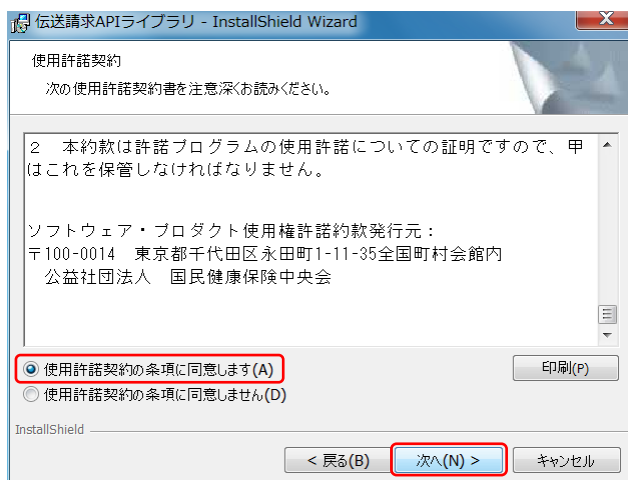 伝送請求APIライブラリ - InstallShield Wizard
使用許諾契約
次の使用許諾契約書を注意深くお読みください。
２　本約款は許諾プログラムの使用許諾についての証明ですので、甲
はこれを保管しなければなりません。
ソフトウェア・プロダクト使用権許諾約款発行元：
〒100-0014　東京都千代田区永田町1-11-35全国町村会館内
公益社団法人　国民健康保険中央会
使用許諾契約の条項に同意します(A)
印刷(P)
使用許諾契約の条項に同意しません(D)
InstallShield
< 戻る(B)
次へ(N) >
キャンセル